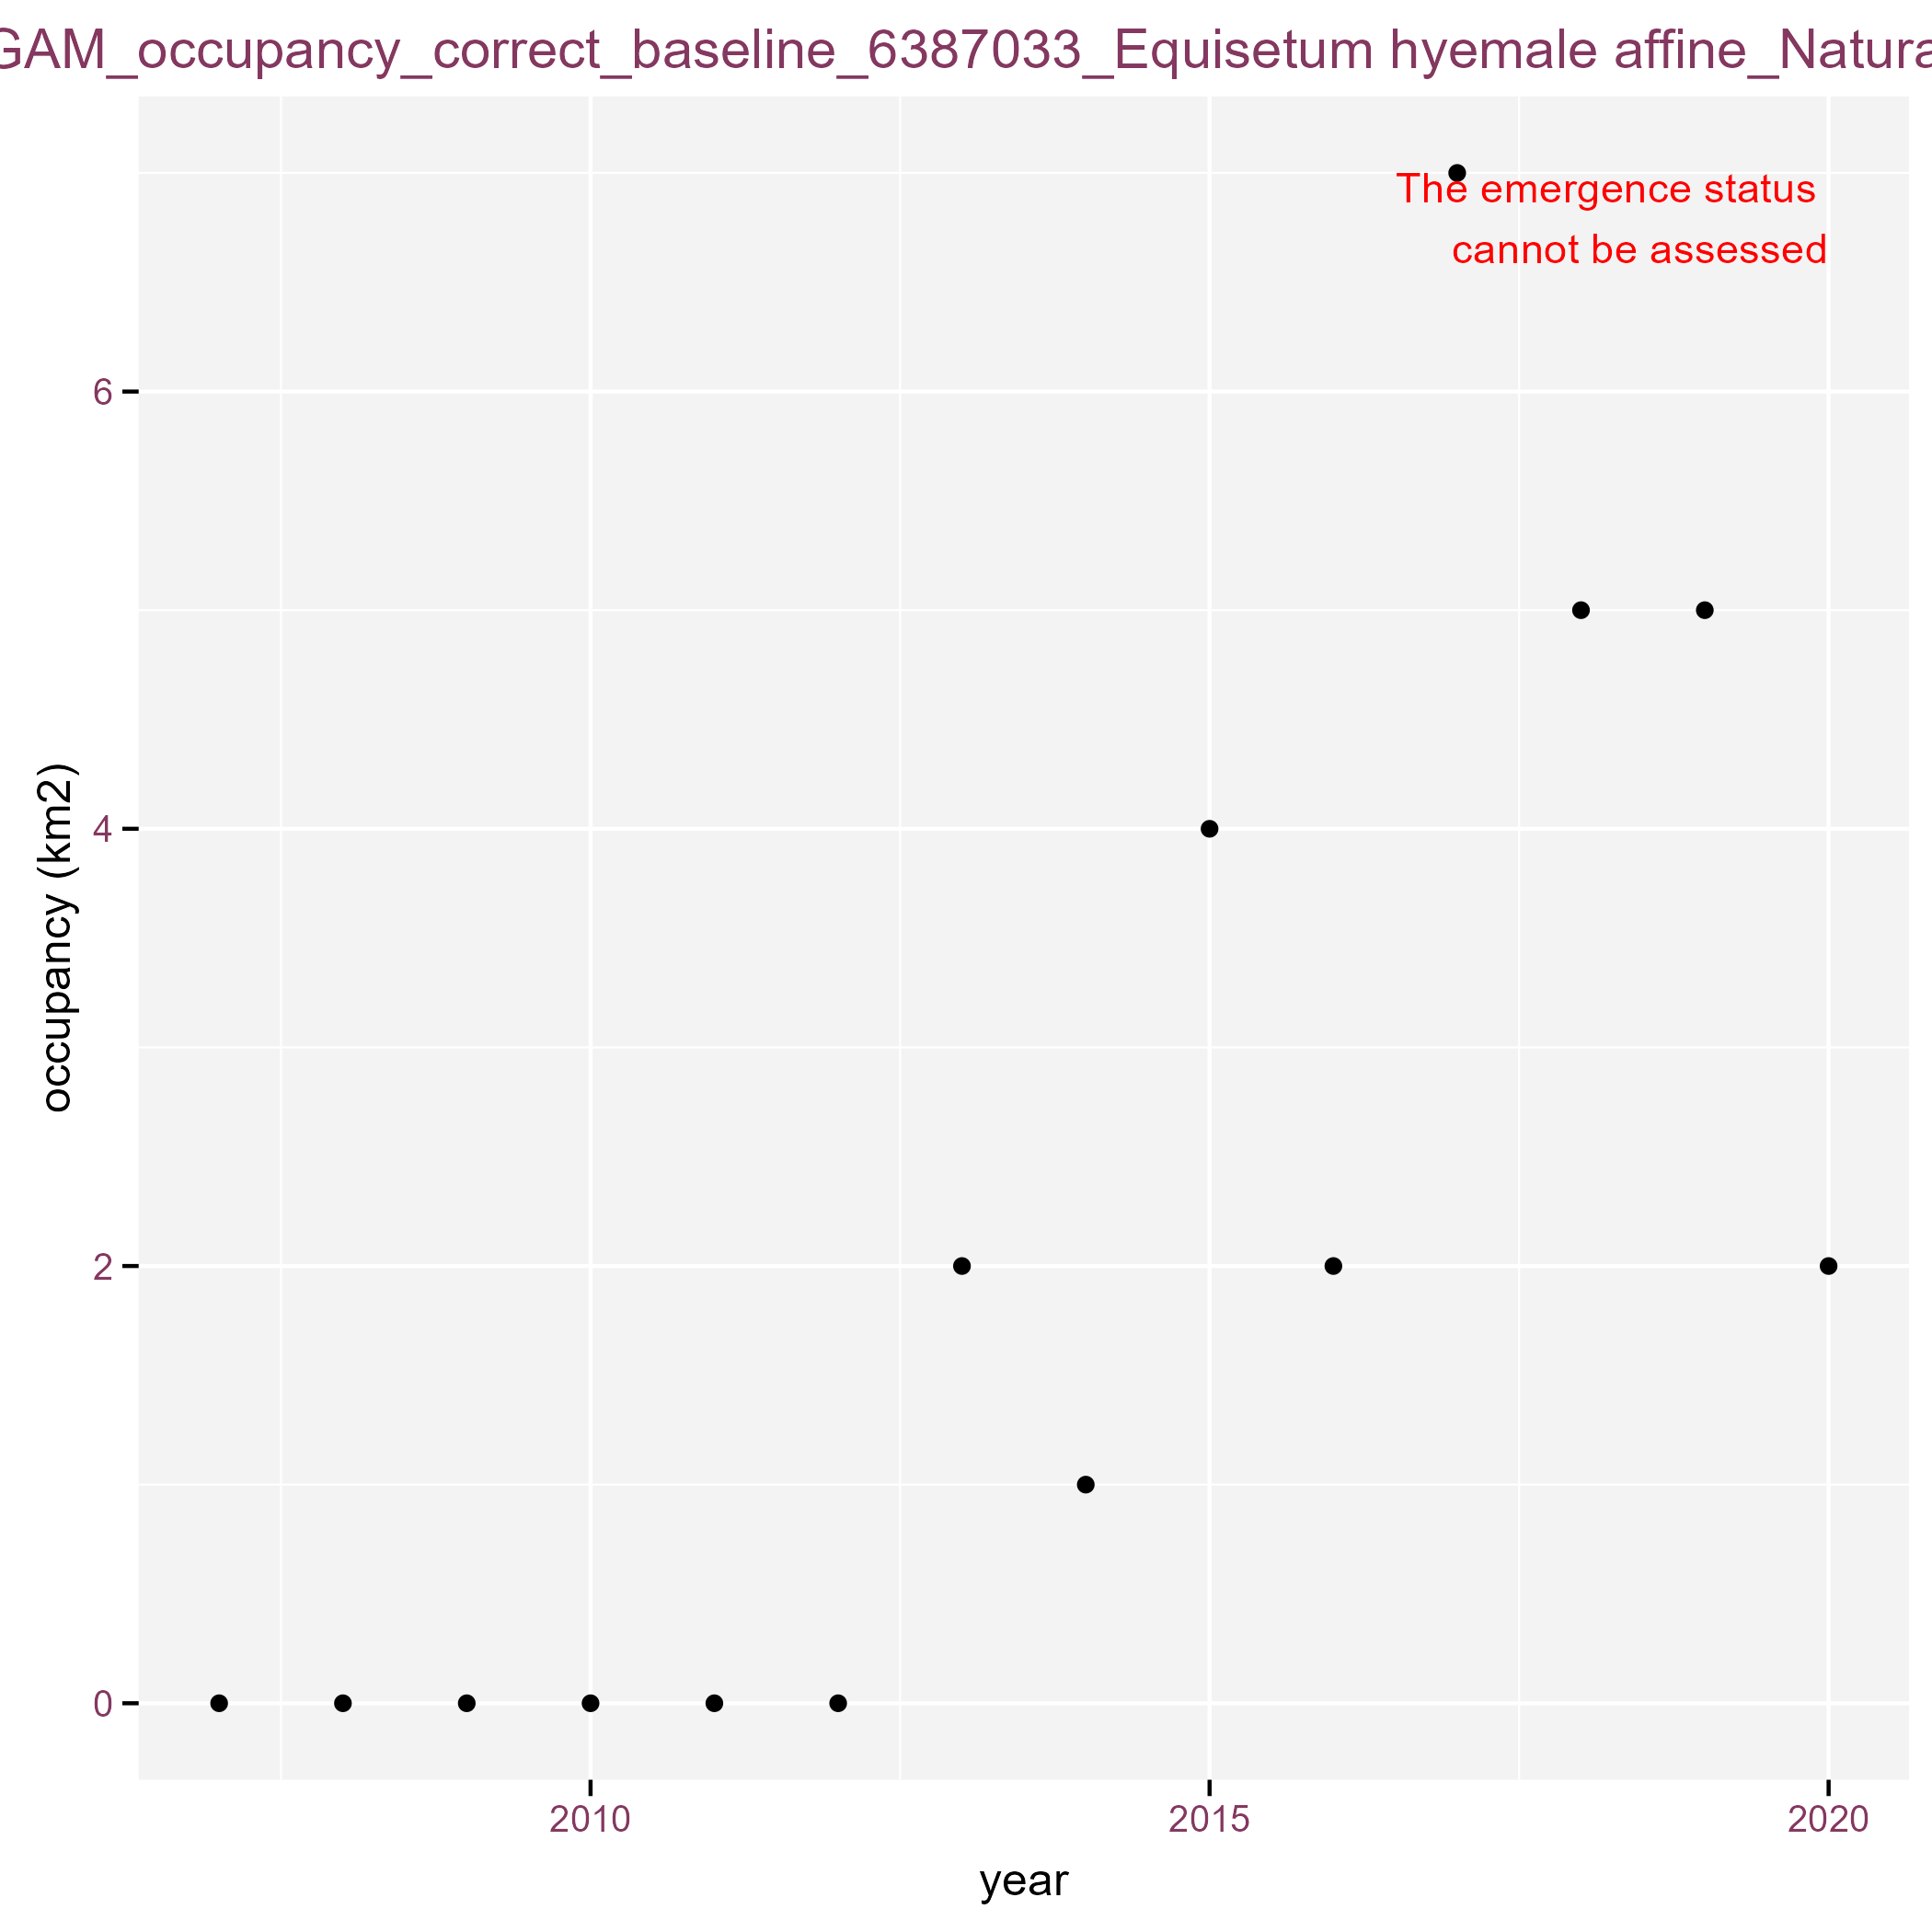 GAM_occupancy_correct_baseline_6387033_Equisetum hyemale affine_Natura
The emergence status
cannot be assessed
6
4
2
0
occupancy (km2)
2010
2015
2020
year